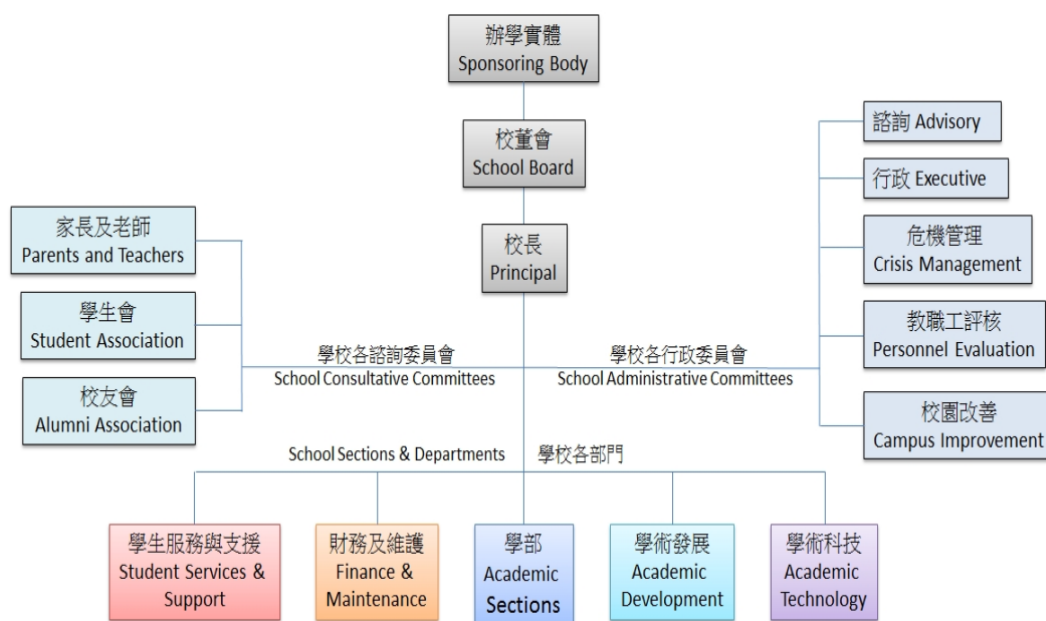 辦學實體
Sponsoring Body
校董會
School Board
校長
Principal
家長及老師
Parents and Teachers
學生會
Student Association
校友會
Alumni Association
學校各諮詢委員會
School Consultative Committees
學校各行政委員會
School Administrative Committees
諮詢 Advisory
行政 Executive
危機管理
Crisis Management
教職工評核
Personnel Evaluation
校園改善
Campus Improvement
School Sections & Departments 學校各部門
學生服務與支援
Student Services &
Support
財務及維護
Finance &
Maintenance
學部
Academic
Sections
學術發展
Academic
Development
學術科技
Academic
Technology